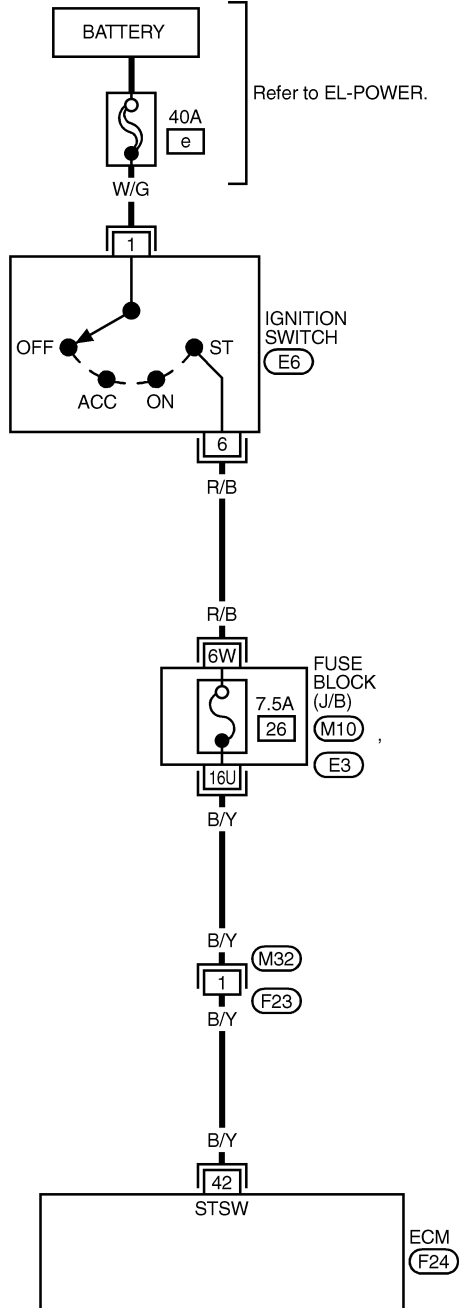 BATTERY
Refer to EL-POWER.
40A
e
W/G
1
IGNITION
SWITCH
E6
OFF
ST
ACC
ON
6
R/B
R/B
6W
FUSE
BLOCK
(J/B)
7.5A
26
M10 ,
E3
16U
B/Y
B/Y
M32
1
F23
B/Y
B/Y
42
STSW
ECM
F24